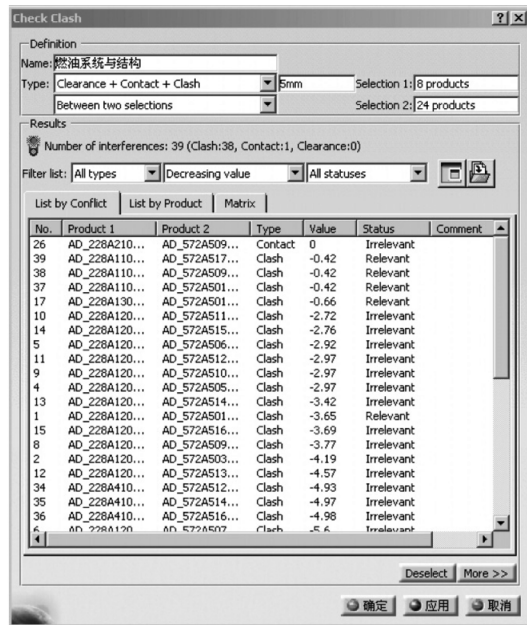 Check Clash
Definition
Name: 燃油系统与结构
Type: Clearance + Contact + Clash 5mm Selection 1: 8 products
Between two selections Selection 2: 24 products
Results
Number of interferences: 39 (Clash:38, Contact:1, Clearance:0)
Filter list: All types Decreasing value All statuses
List by Conflict List by Product Matrix
No. Product 1 Product 2 Type Value Status Comment
26 AD_228A210... AD_572A509... Contact 0 Irrelevant
39 AD_228A110... AD_572A517... Clash -0.42 Relevant
38 AD_228A110... AD_572A509... Clash -0.42 Relevant
37 AD_228A110... AD_572A501... Clash -0.42 Relevant
17 AD_228A130... AD_572A501... Clash -0.66 Relevant
10 AD_228A120... AD_572A511... Clash -2.72 Irrelevant
14 AD_228A120... AD_572A515... Clash -2.76 Irrelevant
5 AD_228A120... AD_572A506... Clash -2.92 Irrelevant
11 AD_228A120... AD_572A512... Clash -2.97 Irrelevant
9 AD_228A120... AD_572A510... Clash -2.97 Irrelevant
4 AD_228A120... AD_572A505... Clash -2.97 Irrelevant
13 AD_228A120... AD_572A514... Clash -3.42 Irrelevant
1 AD_228A120... AD_572A501... Clash -3.65 Relevant
15 AD_228A120... AD_572A516... Clash -3.69 Irrelevant
8 AD_228A120... AD_572A509... Clash -3.77 Irrelevant
2 AD_228A120... AD_572A503... Clash -4.19 Irrelevant
12 AD_228A120... AD_572A513... Clash -4.57 Irrelevant
34 AD_228A410... AD_572A512... Clash -4.93 Irrelevant
35 AD_228A410... AD_572A514... Clash -4.97 Irrelevant
36 AD_228A410... AD_572A516... Clash -4.98 Irrelevant
6 AD_228A120... AD_572A507... Clash -5.6 Irrelevant
Deselect More >>
确定 应用 取消